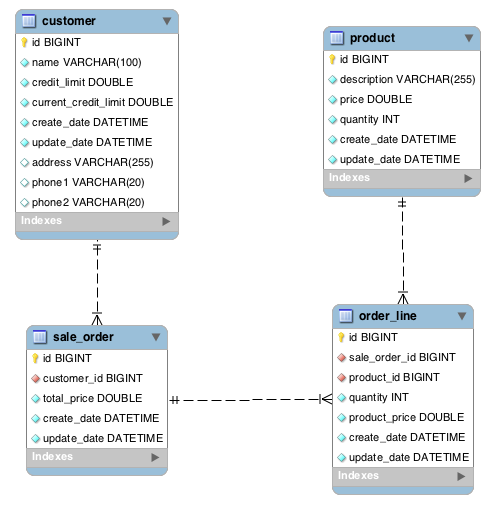 customer
id BIGINT
name VARCHAR(100)
credit_limit DOUBLE
current_credit_limit DOUBLE
create_date DATETIME
update_date DATETIME
address VARCHAR(255)
phone1 VARCHAR(20)
phone2 VARCHAR(20)
Indexes
product
id BIGINT
description VARCHAR(255)
price DOUBLE
quantity INT
create_date DATETIME
update_date DATETIME
Indexes
sale_order
id BIGINT
customer_id BIGINT
total_price DOUBLE
create_date DATETIME
update_date DATETIME
Indexes
order_line
id BIGINT
sale_order_id BIGINT
product_id BIGINT
quantity INT
product_price DOUBLE
create_date DATETIME
update_date DATETIME
Indexes